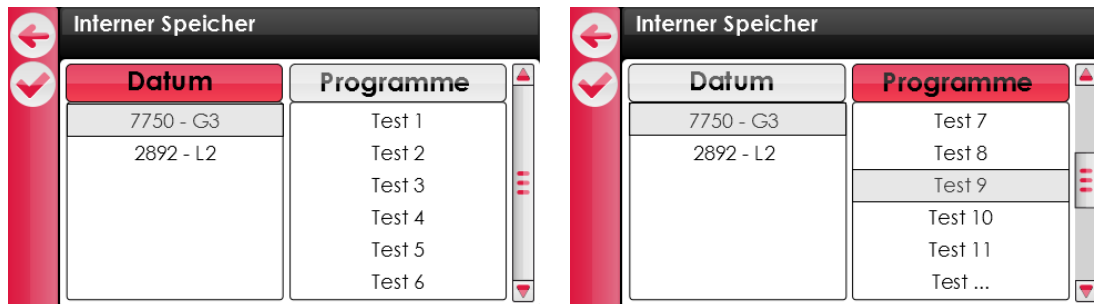 Interner Speicher
Datum
Programme
7750 - G3
Test 1
2892 - L2
Test 2
Test 3
Test 4
Test 5
Test 6
Interner Speicher
Datum
Programme
7750 - G3
Test 7
2892 - L2
Test 8
Test 9
Test 10
Test 11
Test ...